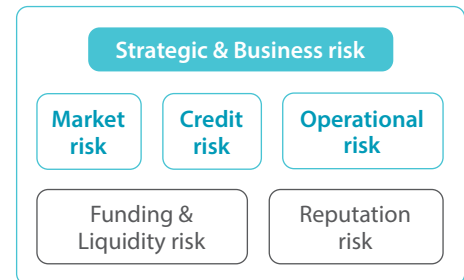 Strategic & Business risk
Market
risk
Credit
risk
Operational
risk
Funding &
Liquidity risk
Reputation
risk